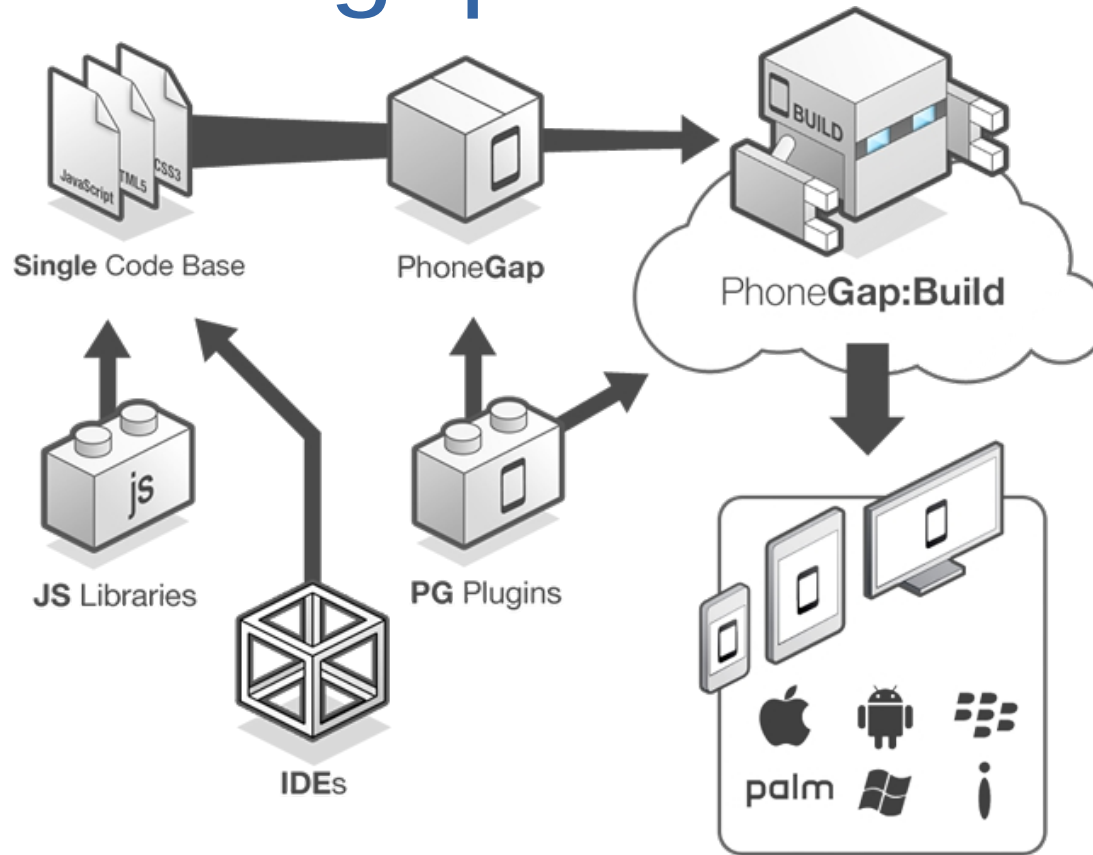 JavaScript
TML5
CSS3
BUILD
Single Code Base
PhoneGap
PhoneGap:Build
js
JS Libraries
PG Plugins
IDEs
palm